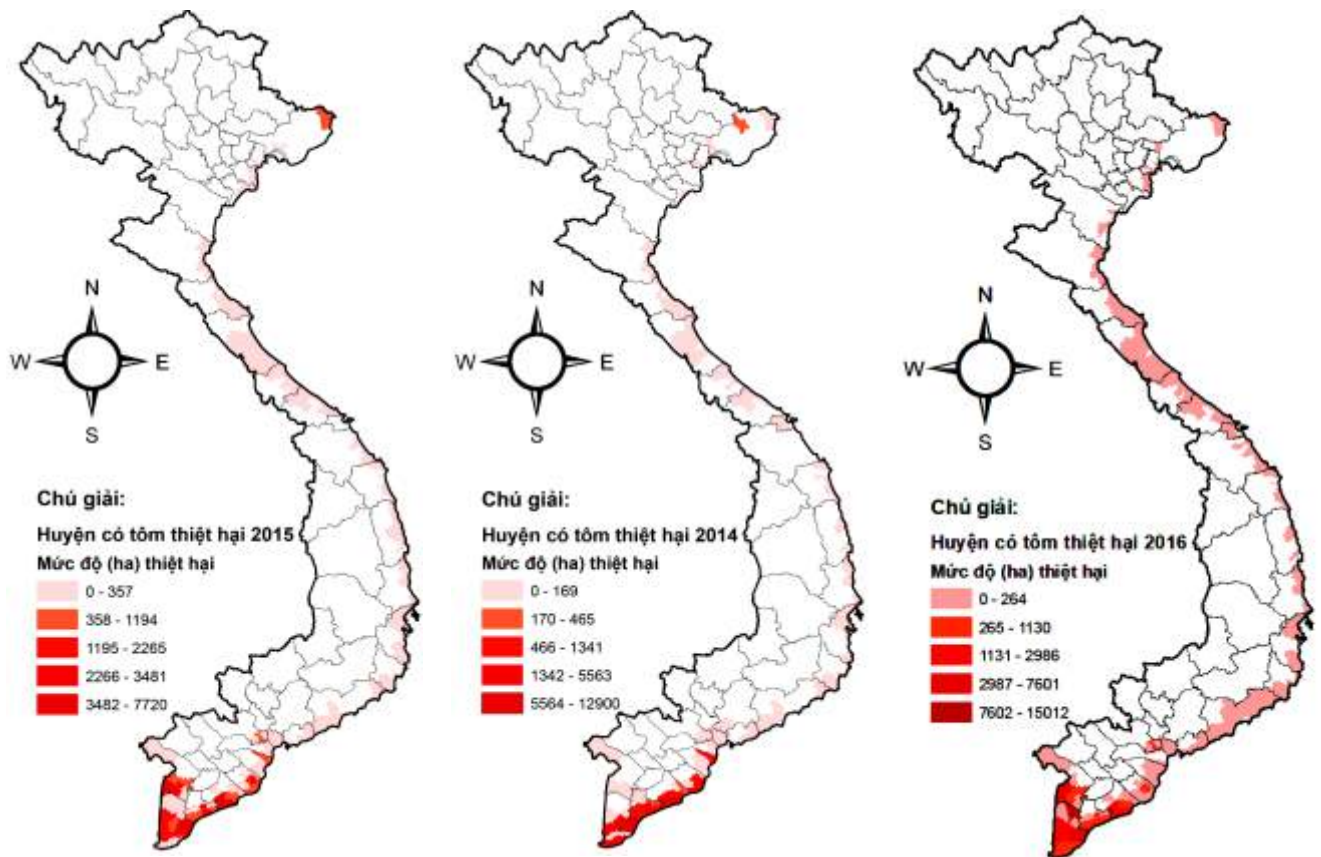 N
W E
S
Chú giải:
Huyện có tôm thiệt hại 2015
Mức độ (ha) thiệt hại
0 - 357
358 - 1194
1195 - 2265
2266 - 3481
3482 - 7720
N
W E
S
Chú giải:
Huyện có tôm thiệt hại 2014
Mức độ (ha) thiệt hại
0 - 169
170 - 465
466 - 1341
1342 - 5563
5564 - 12900
N
W E
S
Chú giải:
Huyện có tôm thiệt hại 2016
Mức độ (ha) thiệt hại
0 - 264
265 - 1130
1131 - 2986
2987 - 7601
7602 - 15012